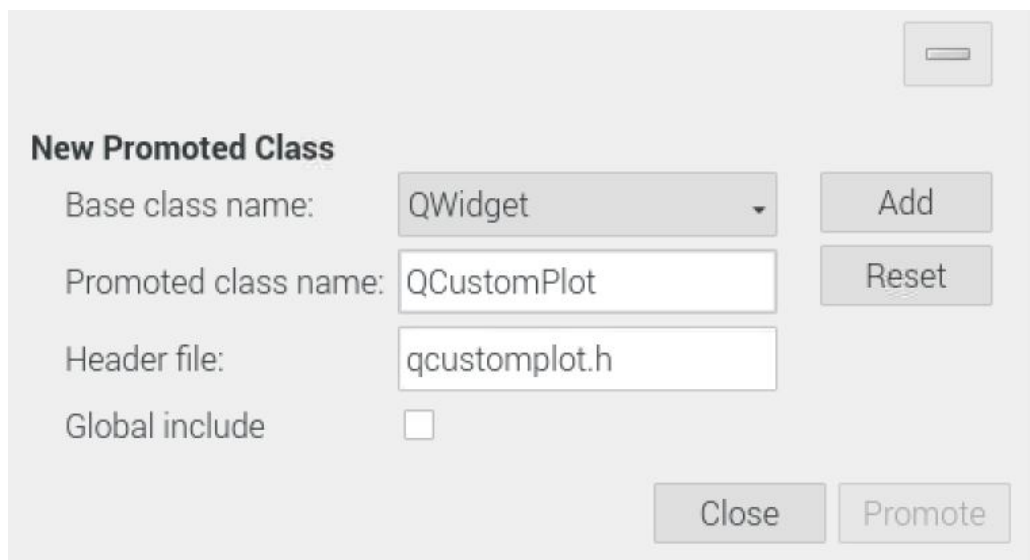 New Promoted Class
Base class name: QWidget Add
Promoted class name: QCustomPlot Reset
Header file: qcustomplot.h
Global include
Close Promote